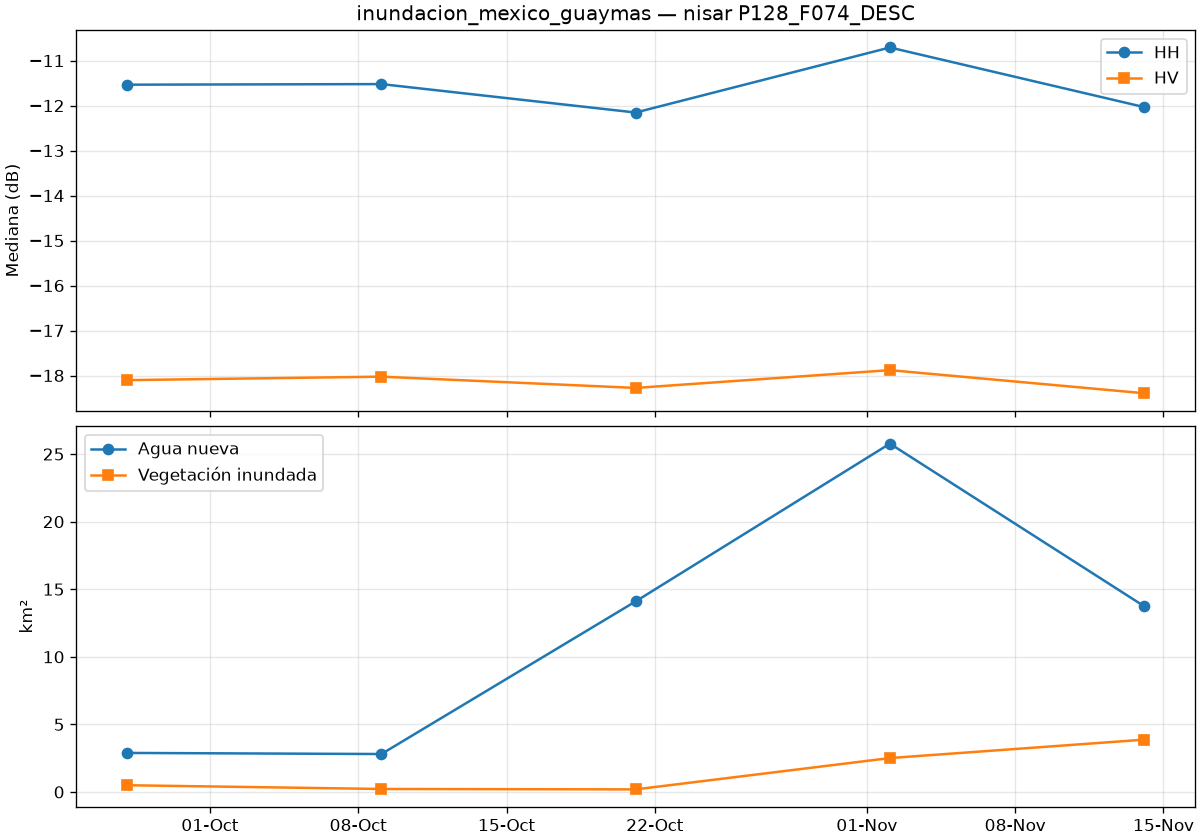 inundacion_mexico_guaymas — nisar P128_F074_DESC
HH
HV
Mediana (dB)
−11
−12
−13
−14
−15
−16
−17
−18
Agua nueva
Vegetación inundada
km²
25
20
15
10
5
0
01-Oct 08-Oct 15-Oct 22-Oct 01-Nov 08-Nov 15-Nov